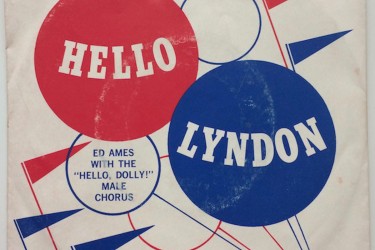 HELLO
LYNDON
ED AMES
WITH THE
"HELLO, DOLLY!"
MALE
CHORUS